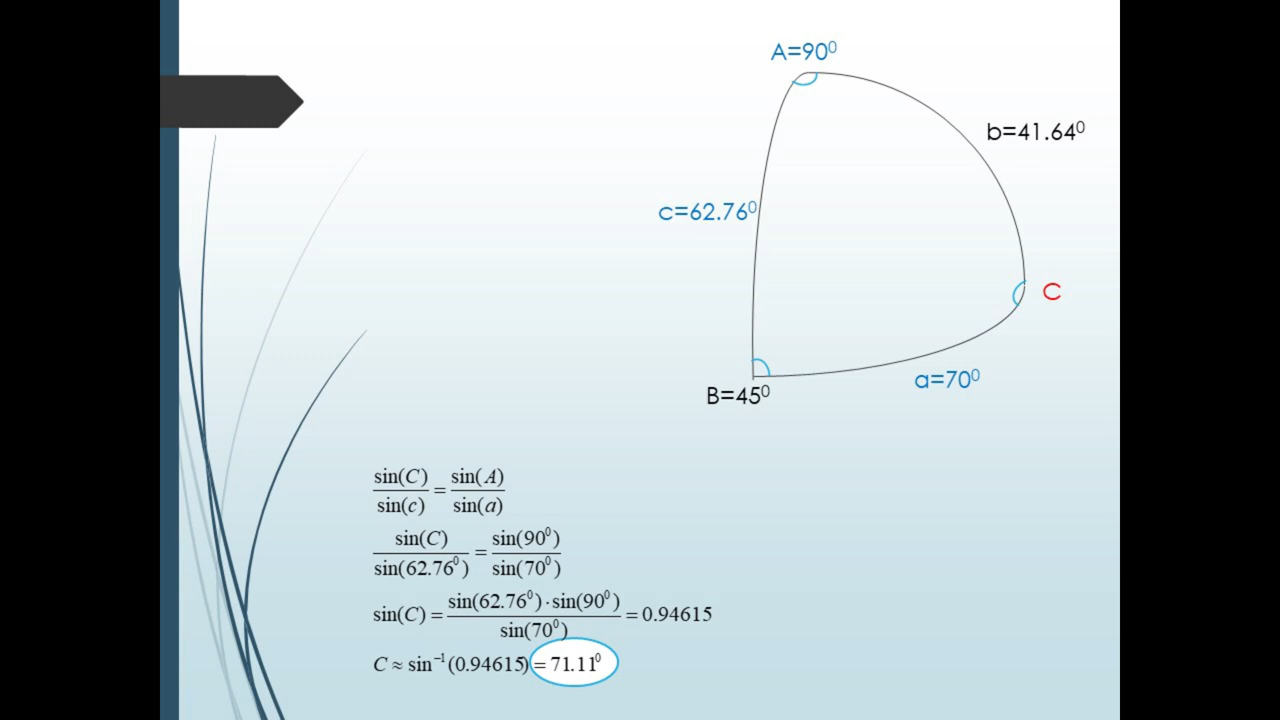 A=90⁰
b=41.64⁰
c=62.76⁰
C
a=70⁰
B=45⁰
sin(C)/sin(c) = sin(A)/sin(a)
sin(C)/sin(62.76⁰) = sin(90⁰)/sin(70⁰)
sin(C) = sin(62.76⁰)·sin(90⁰)/sin(70⁰) = 0.94615
C ≈ sin⁻¹(0.94615) = 71.11⁰